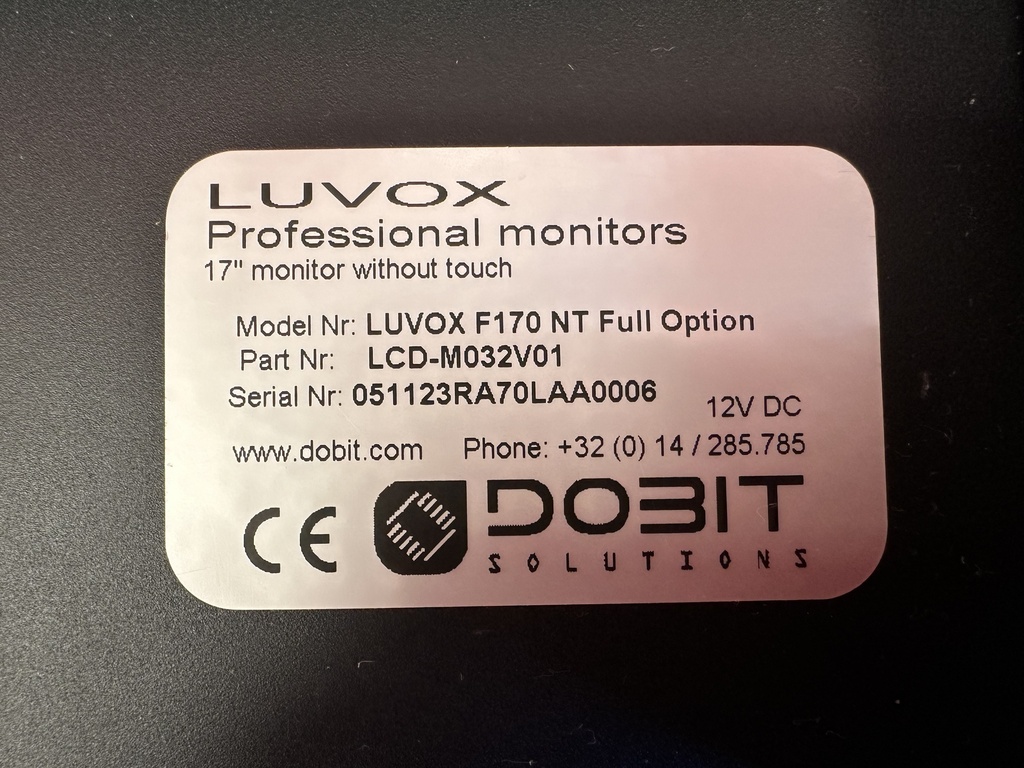 LUVOX
Professional monitors
17" monitor without touch
Model Nr: LUVOX F170 NT Full Option
Part Nr: LCD-M032V01
Serial Nr: 051123RA70LAA0006
12V DC
www.dobit.com Phone: +32 (0) 14 / 285.785
CE DOBIT
SOLUTIONS